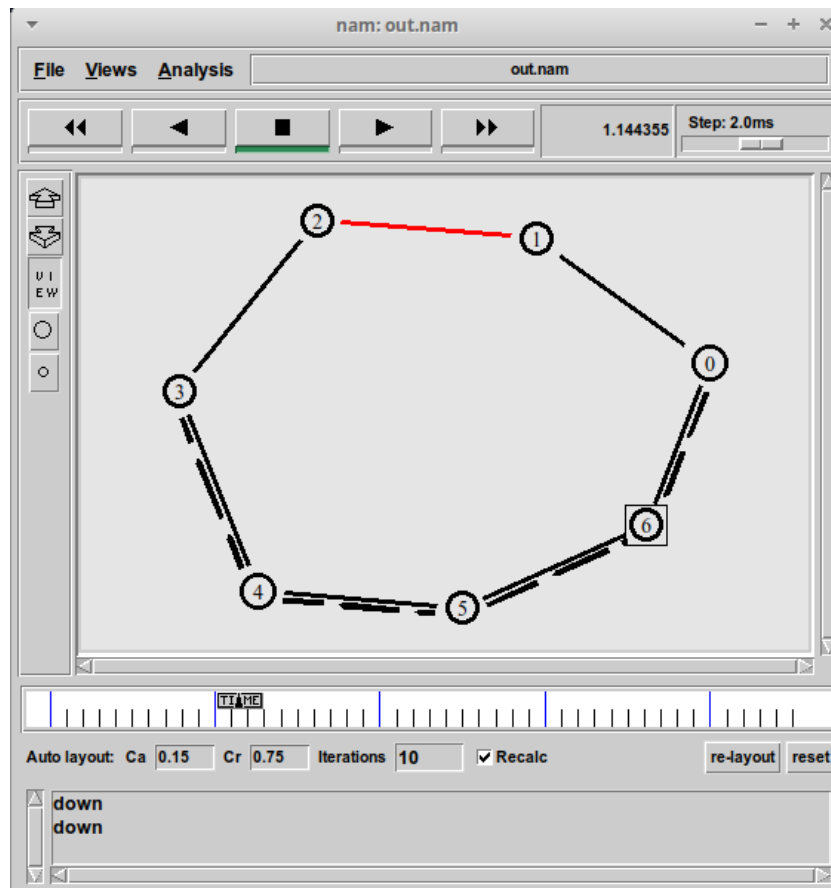 nam: out.nam
File Views Analysis out.nam
1.144355 Step: 2.0ms
V I
E W
2
1
0
3
6
4
5
TIME
Auto layout: Ca 0.15 Cr 0.75 Iterations 10 Recalc re-layout reset
down
down